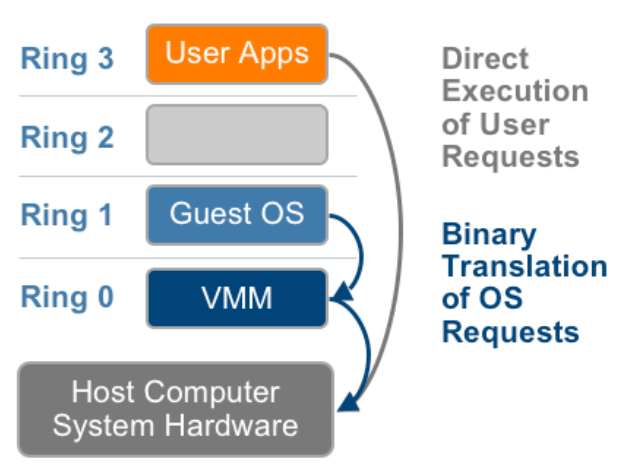 Ring 3
User Apps
Direct
Execution
of User
Requests
Ring 2
Ring 1
Guest OS
Binary
Translation
of OS
Requests
Ring 0
VMM
Host Computer
System Hardware